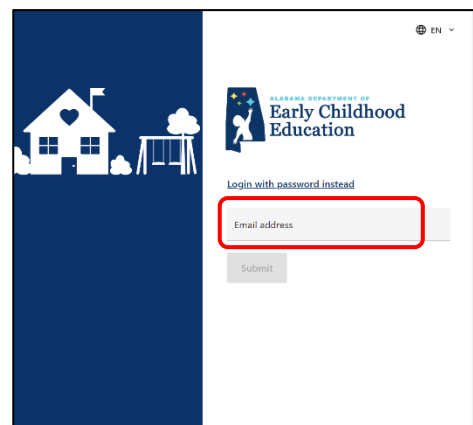 EN
ALABAMA DEPARTMENT OF
Early Childhood
Education
Login with password instead
Email address
Submit